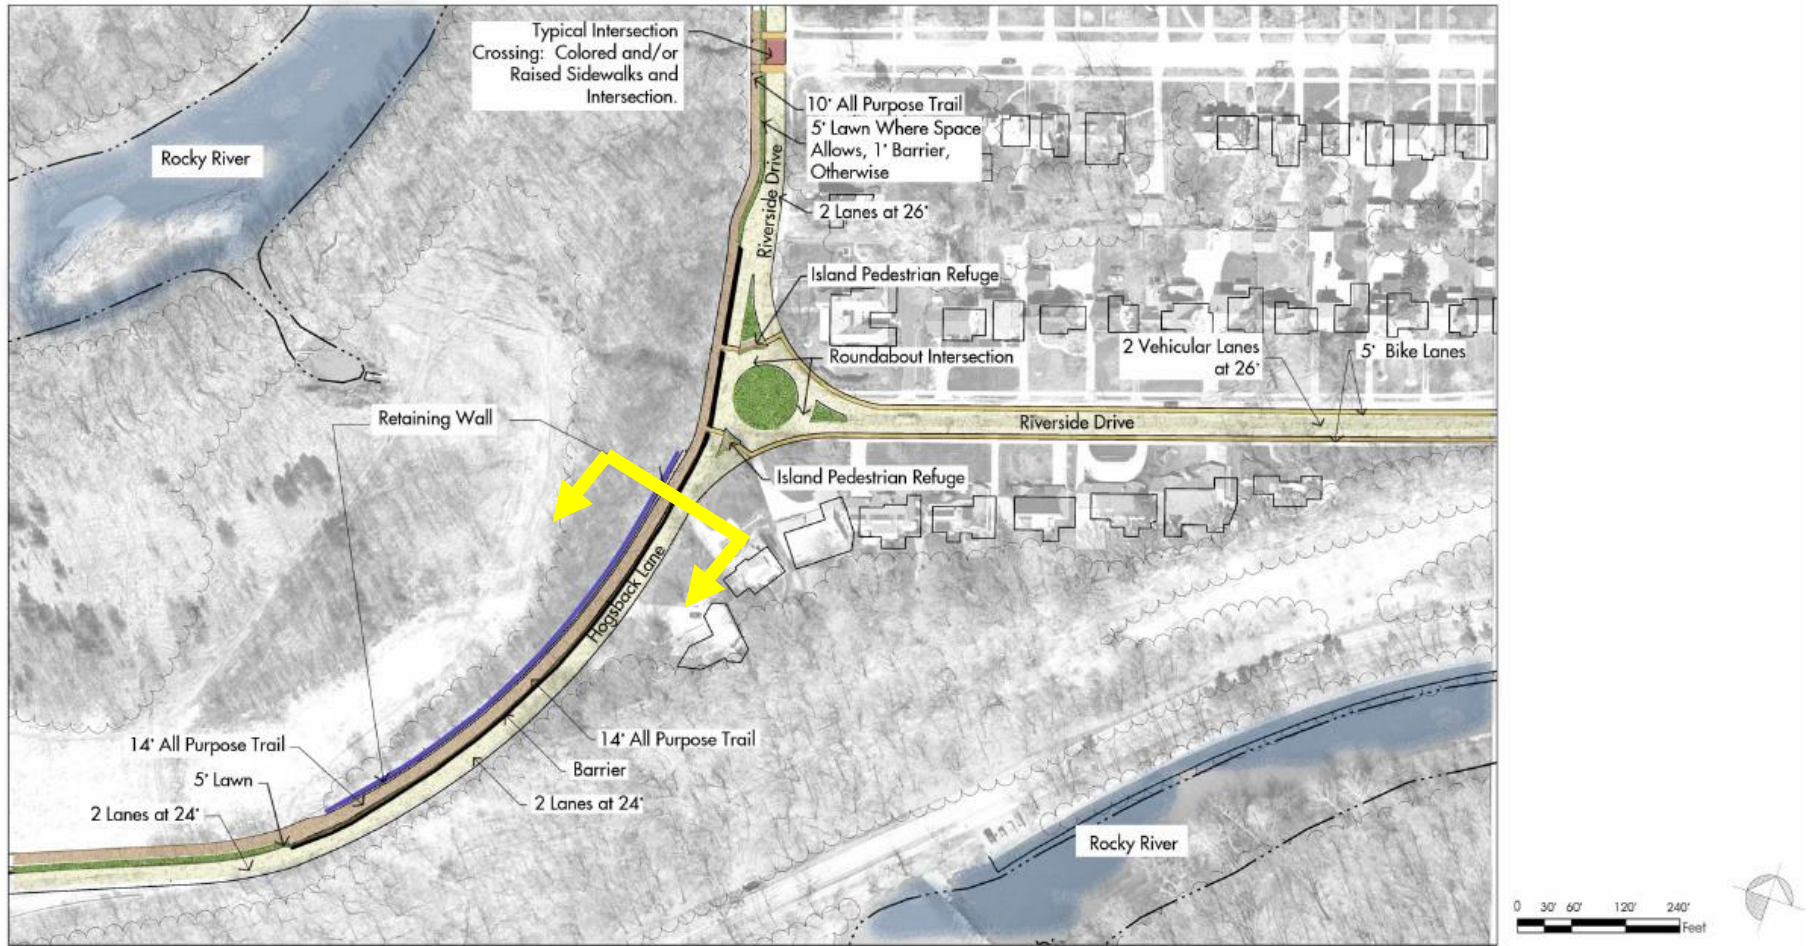 Typical Intersection
Crossing: Colored and/or
Raised Sidewalks and
Intersection.
10' All Purpose Trail
5' Lawn Where Space
Allows, 1' Barrier,
Otherwise
Rocky River
Riverside Drive
2 Lanes at 26'
Island Pedestrian Refuge
Roundabout Intersection
2 Vehicular Lanes
at 26'
5' Bike Lanes
Retaining Wall
Riverside Drive
Island Pedestrian Refuge
Hogsback Lane
14' All Purpose Trail
14' All Purpose Trail
5' Lawn
Barrier
2 Lanes at 24'
2 Lanes at 24'
Rocky River
0 30' 60' 120' 240'
Feet